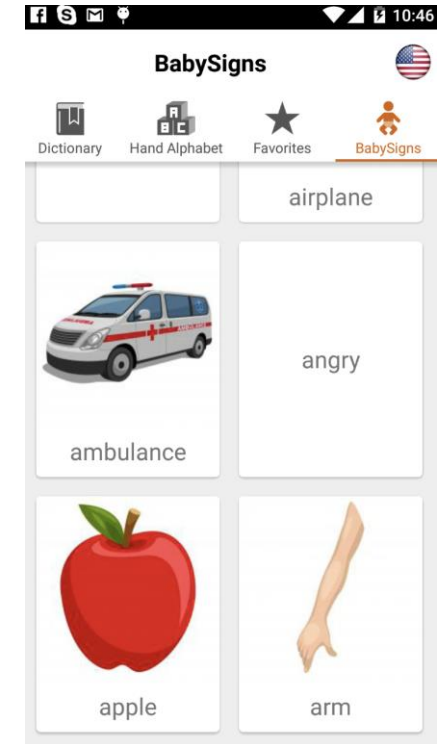 10:46
BabySigns
Dictionary Hand Alphabet Favorites BabySigns
airplane
ambulance angry
apple arm